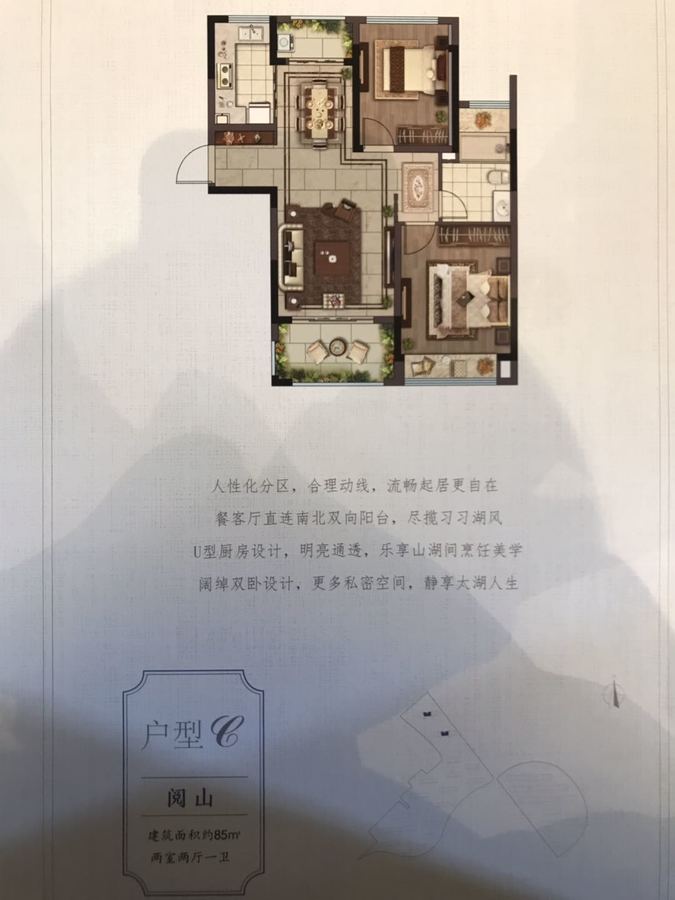 人性化分区，合理动线，流畅起居更自在
餐客厅直连南北双向阳台，尽揽习习湖风
U型厨房设计，明亮通透，乐享山湖间烹饪美学
阔绰双卧设计，更多私密空间，静享太湖人生
户型C
阅山
建筑面积约85㎡
两室两厅一卫